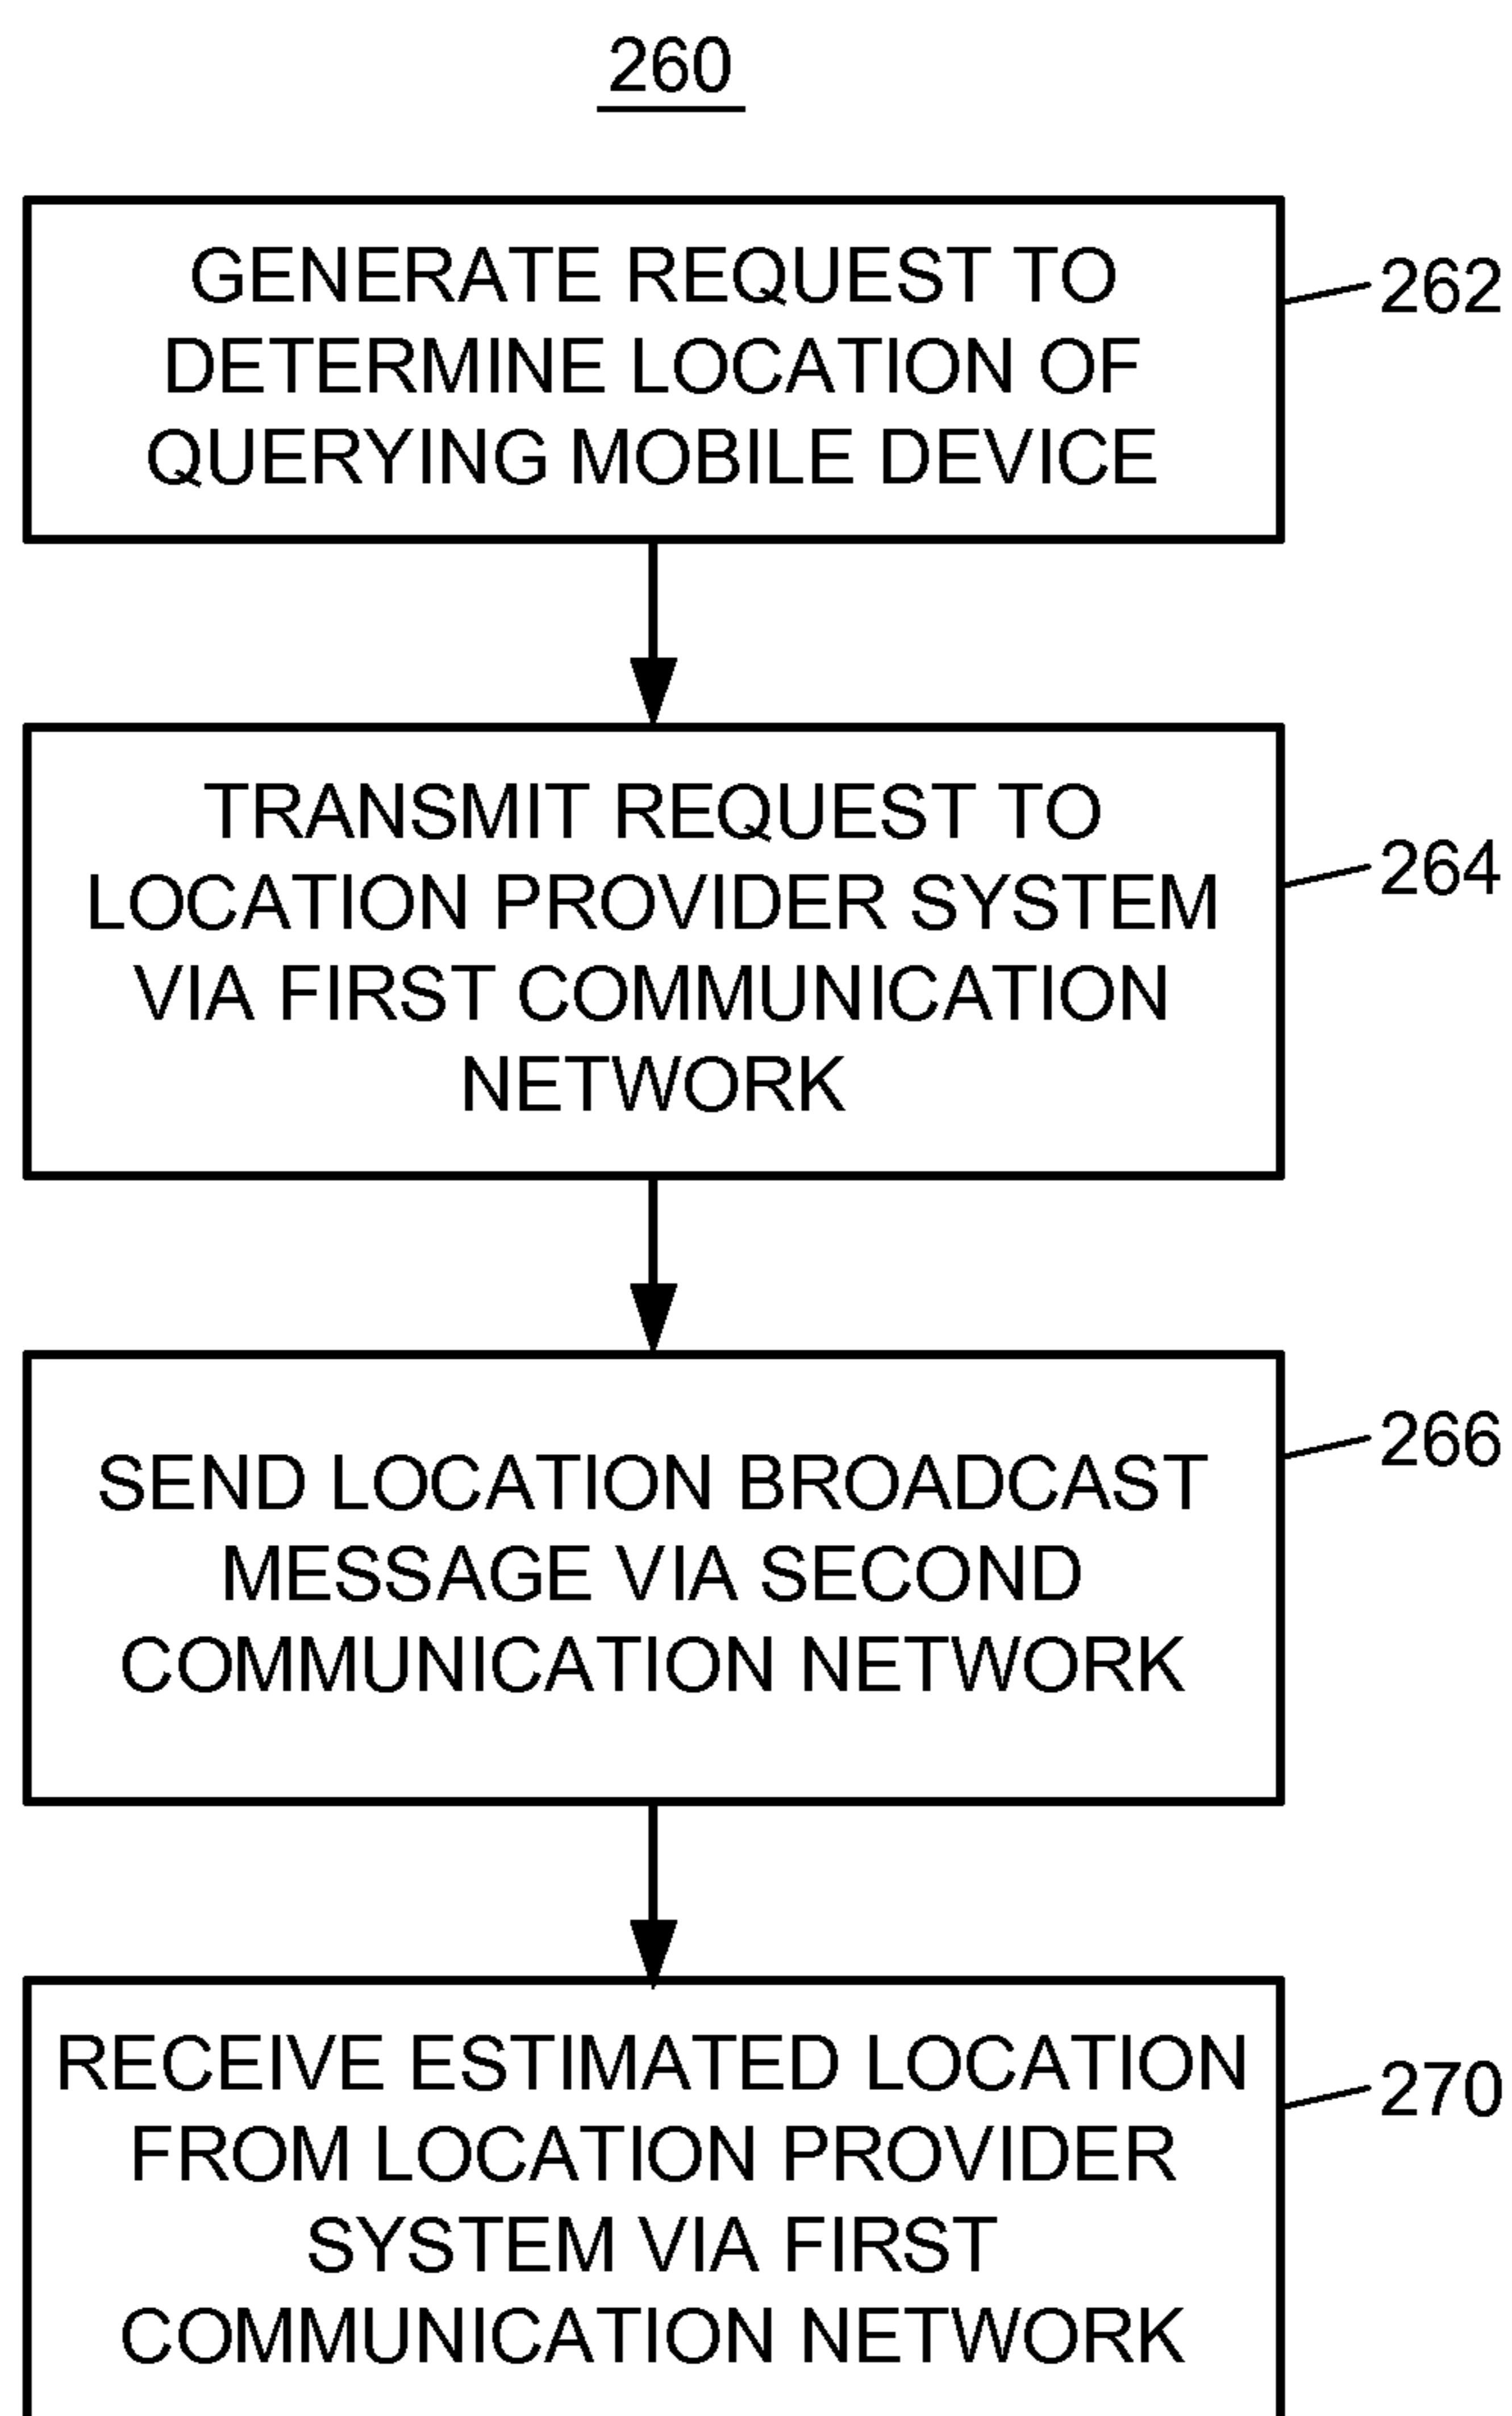 260
GENERATE REQUEST TO
DETERMINE LOCATION OF
QUERYING MOBILE DEVICE
262
TRANSMIT REQUEST TO
LOCATION PROVIDER SYSTEM
VIA FIRST COMMUNICATION
NETWORK
264
SEND LOCATION BROADCAST
MESSAGE VIA SECOND
COMMUNICATION NETWORK
266
RECEIVE ESTIMATED LOCATION
FROM LOCATION PROVIDER
SYSTEM VIA FIRST
COMMUNICATION NETWORK
270